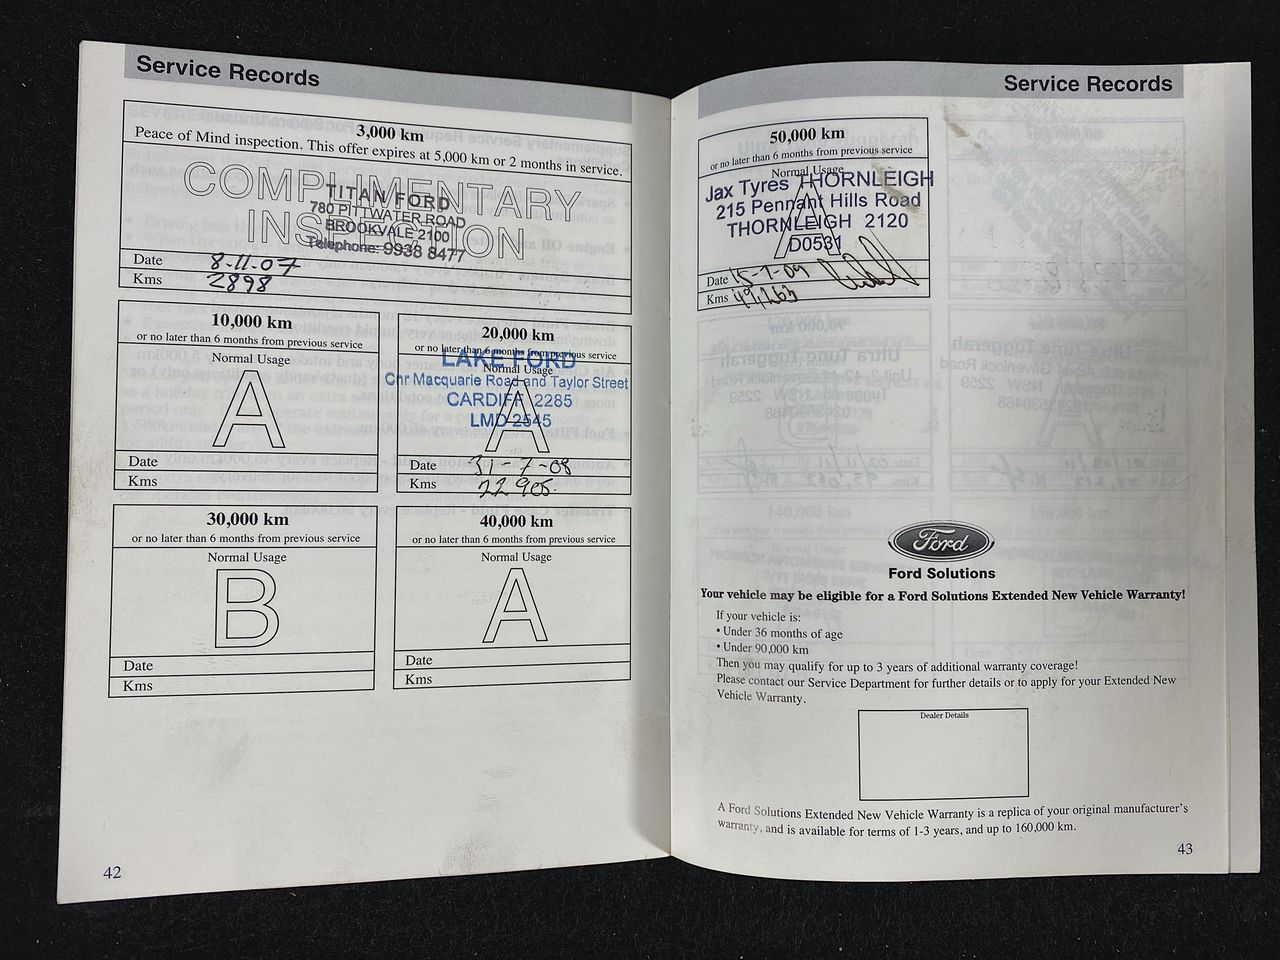 Service Records
3,000 km
Peace of Mind inspection. This offer expires at 5,000 km or 2 months in service.
COMPLIMENTARY
INSPECTION
TITAN FORD
780 PITTWATER ROAD
BROOKVALE 2100
Telephone: 9938 8477
Date 8-11-07
Kms 2898
10,000 km
or no later than 6 months from previous service
Normal Usage
A
Date
Kms
20,000 km
or no later than 6 months from previous service
Normal Usage
A
LAKE FORD
Cnr Macquarie Road and Taylor Street
CARDIFF 2285
LMD 2545
Date 31-7-08
Kms 22 905
30,000 km
or no later than 6 months from previous service
Normal Usage
B
Date
Kms
40,000 km
or no later than 6 months from previous service
Normal Usage
A
Date
Kms
42
Service Records
50,000 km
or no later than 6 months from previous service
Normal Usage
A
Jax Tyres THORNLEIGH
215 Pennant Hills Road
THORNLEIGH 2120
D0531
Date 15-7-09
Kms 49,263
Ford
Ford Solutions
Your vehicle may be eligible for a Ford Solutions Extended New Vehicle Warranty!
If your vehicle is:
• Under 36 months of age
• Under 90,000 km
Then you may qualify for up to 3 years of additional warranty coverage!
Please contact our Service Department for further details or to apply for your Extended New
Vehicle Warranty.
Dealer Details
A Ford Solutions Extended New Vehicle Warranty is a replica of your original manufacturer's
warranty, and is available for terms of 1-3 years, and up to 160,000 km.
43